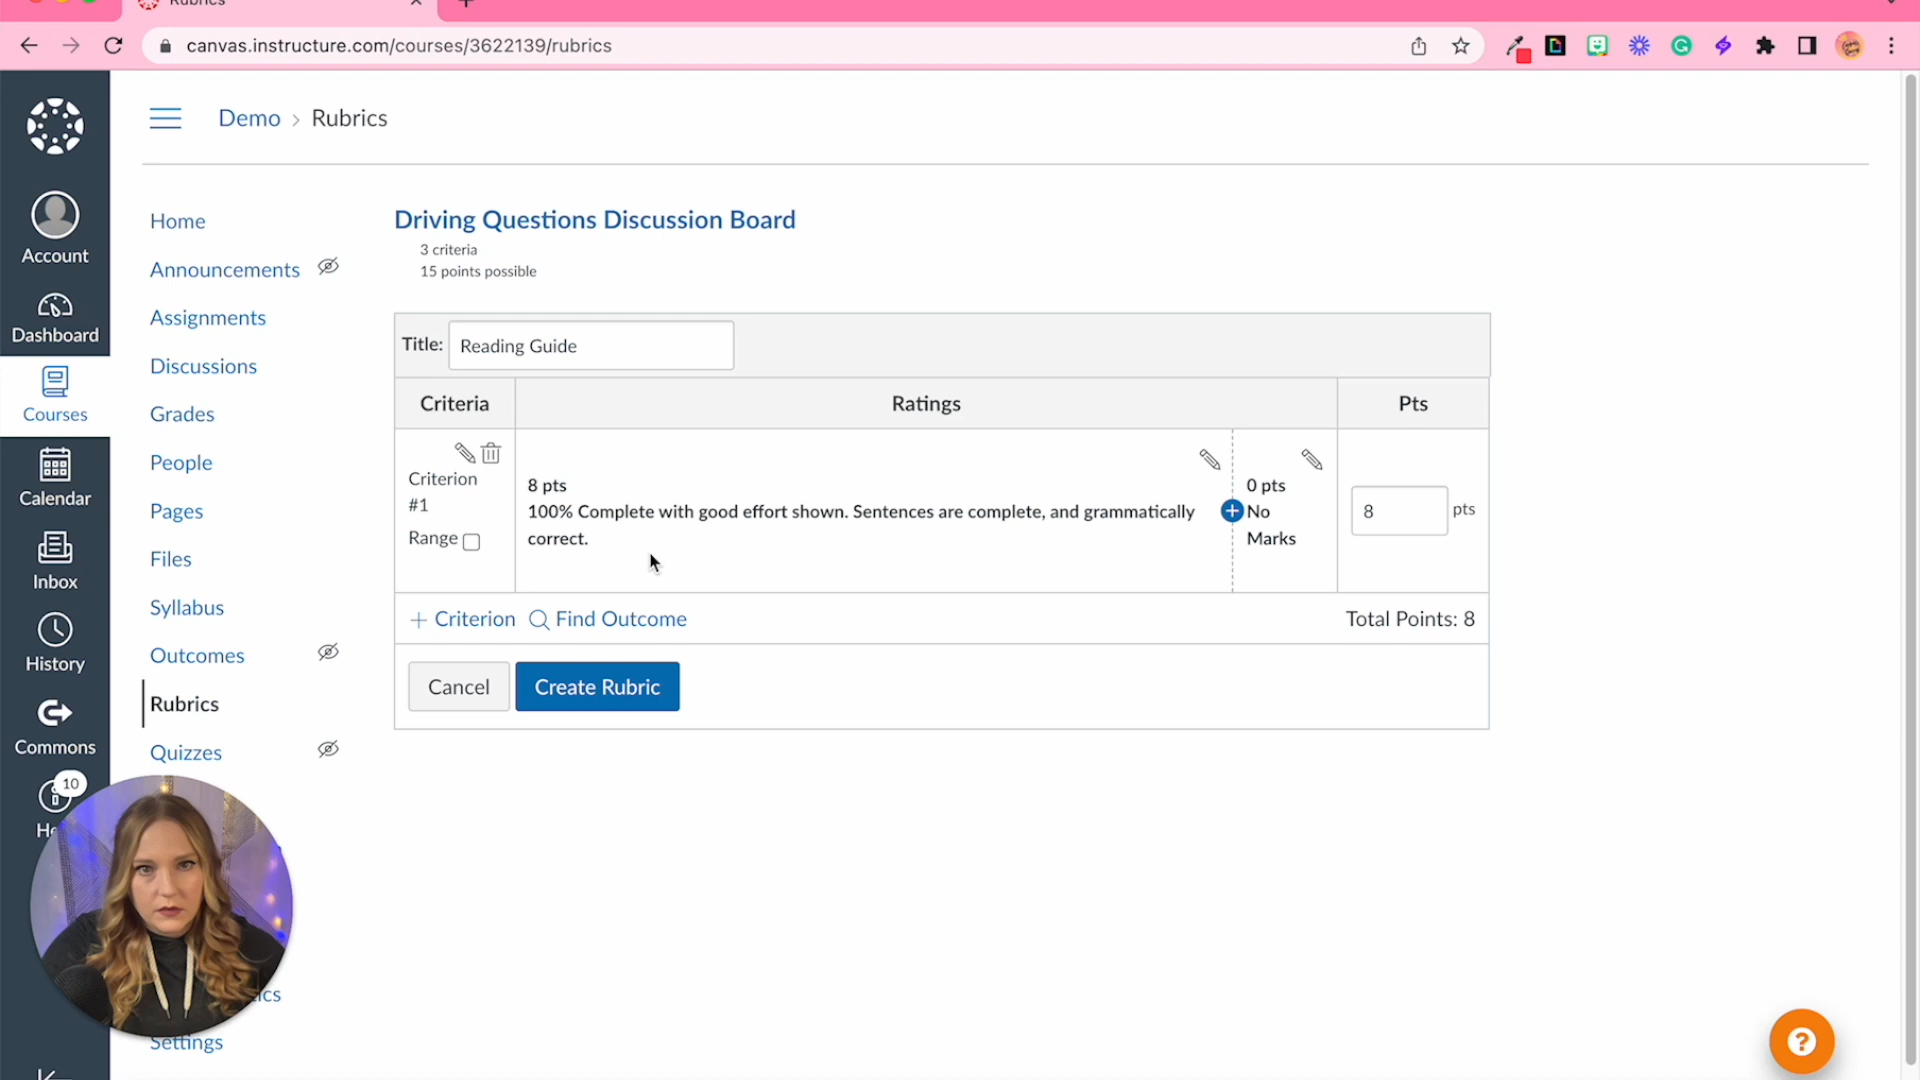 Rubrics
canvas.instructure.com/courses/3622139/rubrics
Demo > Rubrics
Account
Dashboard
Courses
Calendar
Inbox
History
Commons
10
Home
Announcements
Assignments
Discussions
Grades
People
Pages
Files
Syllabus
Outcomes
Rubrics
Quizzes
Settings
Driving Questions Discussion Board
3 criteria
15 points possible
Title: Reading Guide
Criteria Ratings Pts
Criterion
#1
Range
8 pts
100% Complete with good effort shown. Sentences are complete, and grammatically
correct.
0 pts
No
Marks
8 pts
+ Criterion Find Outcome Total Points: 8
Cancel Create Rubric
?